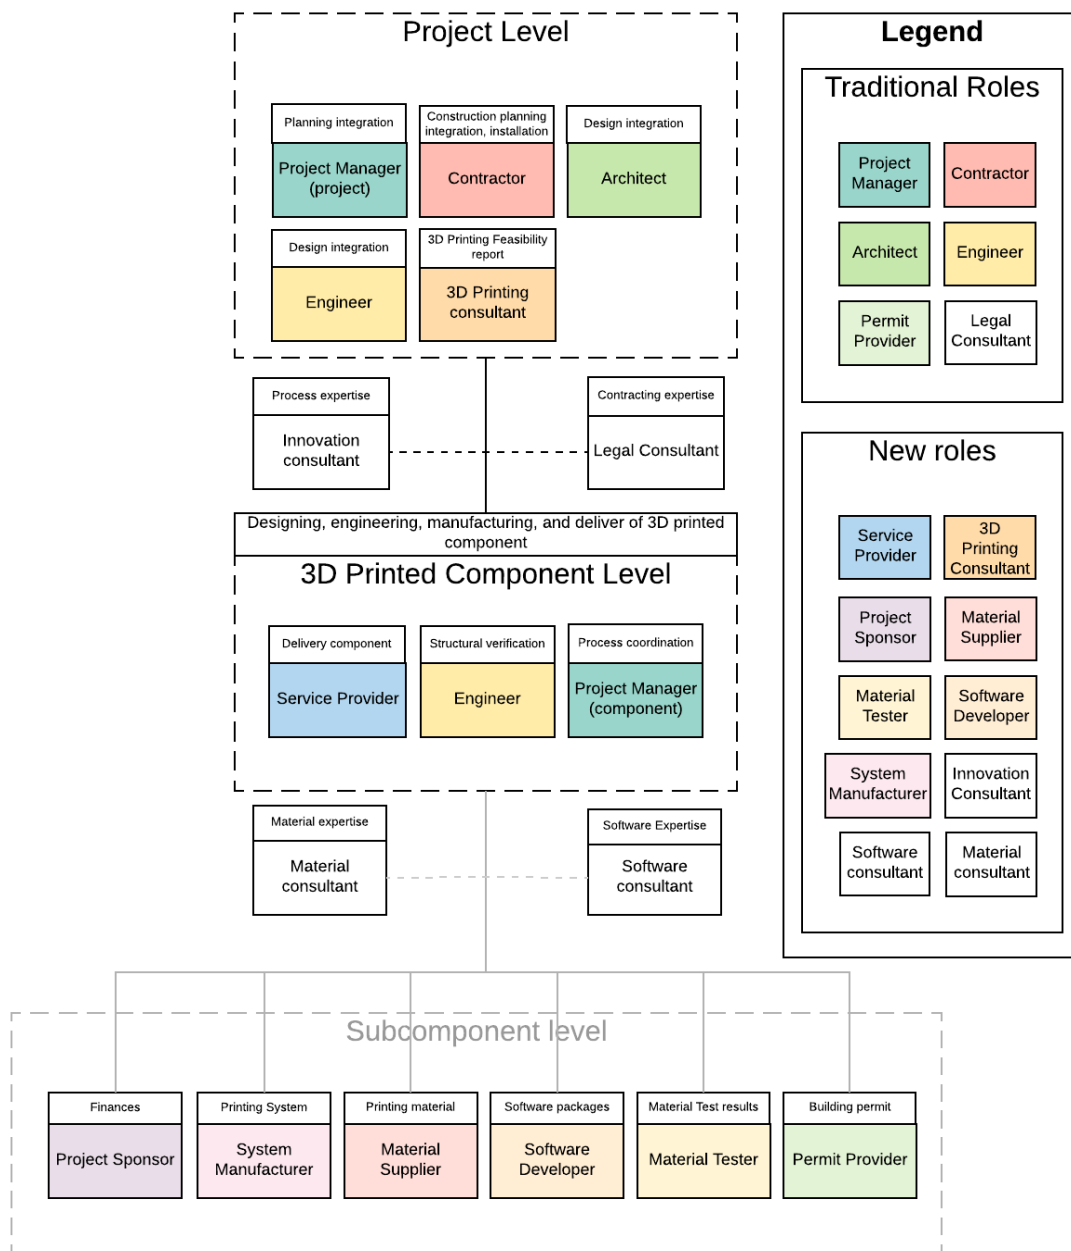 Project Level
Planning integration
Project Manager
(project)
Construction planning
integration, installation
Contractor
Design integration
Architect
Design integration
Engineer
3D Printing Feasibility
report
3D Printing
consultant
Process expertise
Innovation
consultant
Contracting expertise
Legal Consultant
Designing, engineering, manufacturing, and deliver of 3D printed
component
3D Printed Component Level
Delivery component
Service Provider
Structural verification
Engineer
Process coordination
Project Manager
(component)
Material expertise
Material
consultant
Software Expertise
Software
consultant
Subcomponent level
Finances
Project Sponsor
Printing System
System
Manufacturer
Printing material
Material
Supplier
Software packages
Software
Developer
Material Test results
Material Tester
Building permit
Permit Provider
Legend
Traditional Roles
Project
Manager
Contractor
Architect
Engineer
Permit
Provider
Legal
Consultant
New roles
Service
Provider
3D
Printing
Consultant
Project
Sponsor
Material
Supplier
Material
Tester
Software
Developer
System
Manufacturer
Innovation
Consultant
Software
consultant
Material
consultant